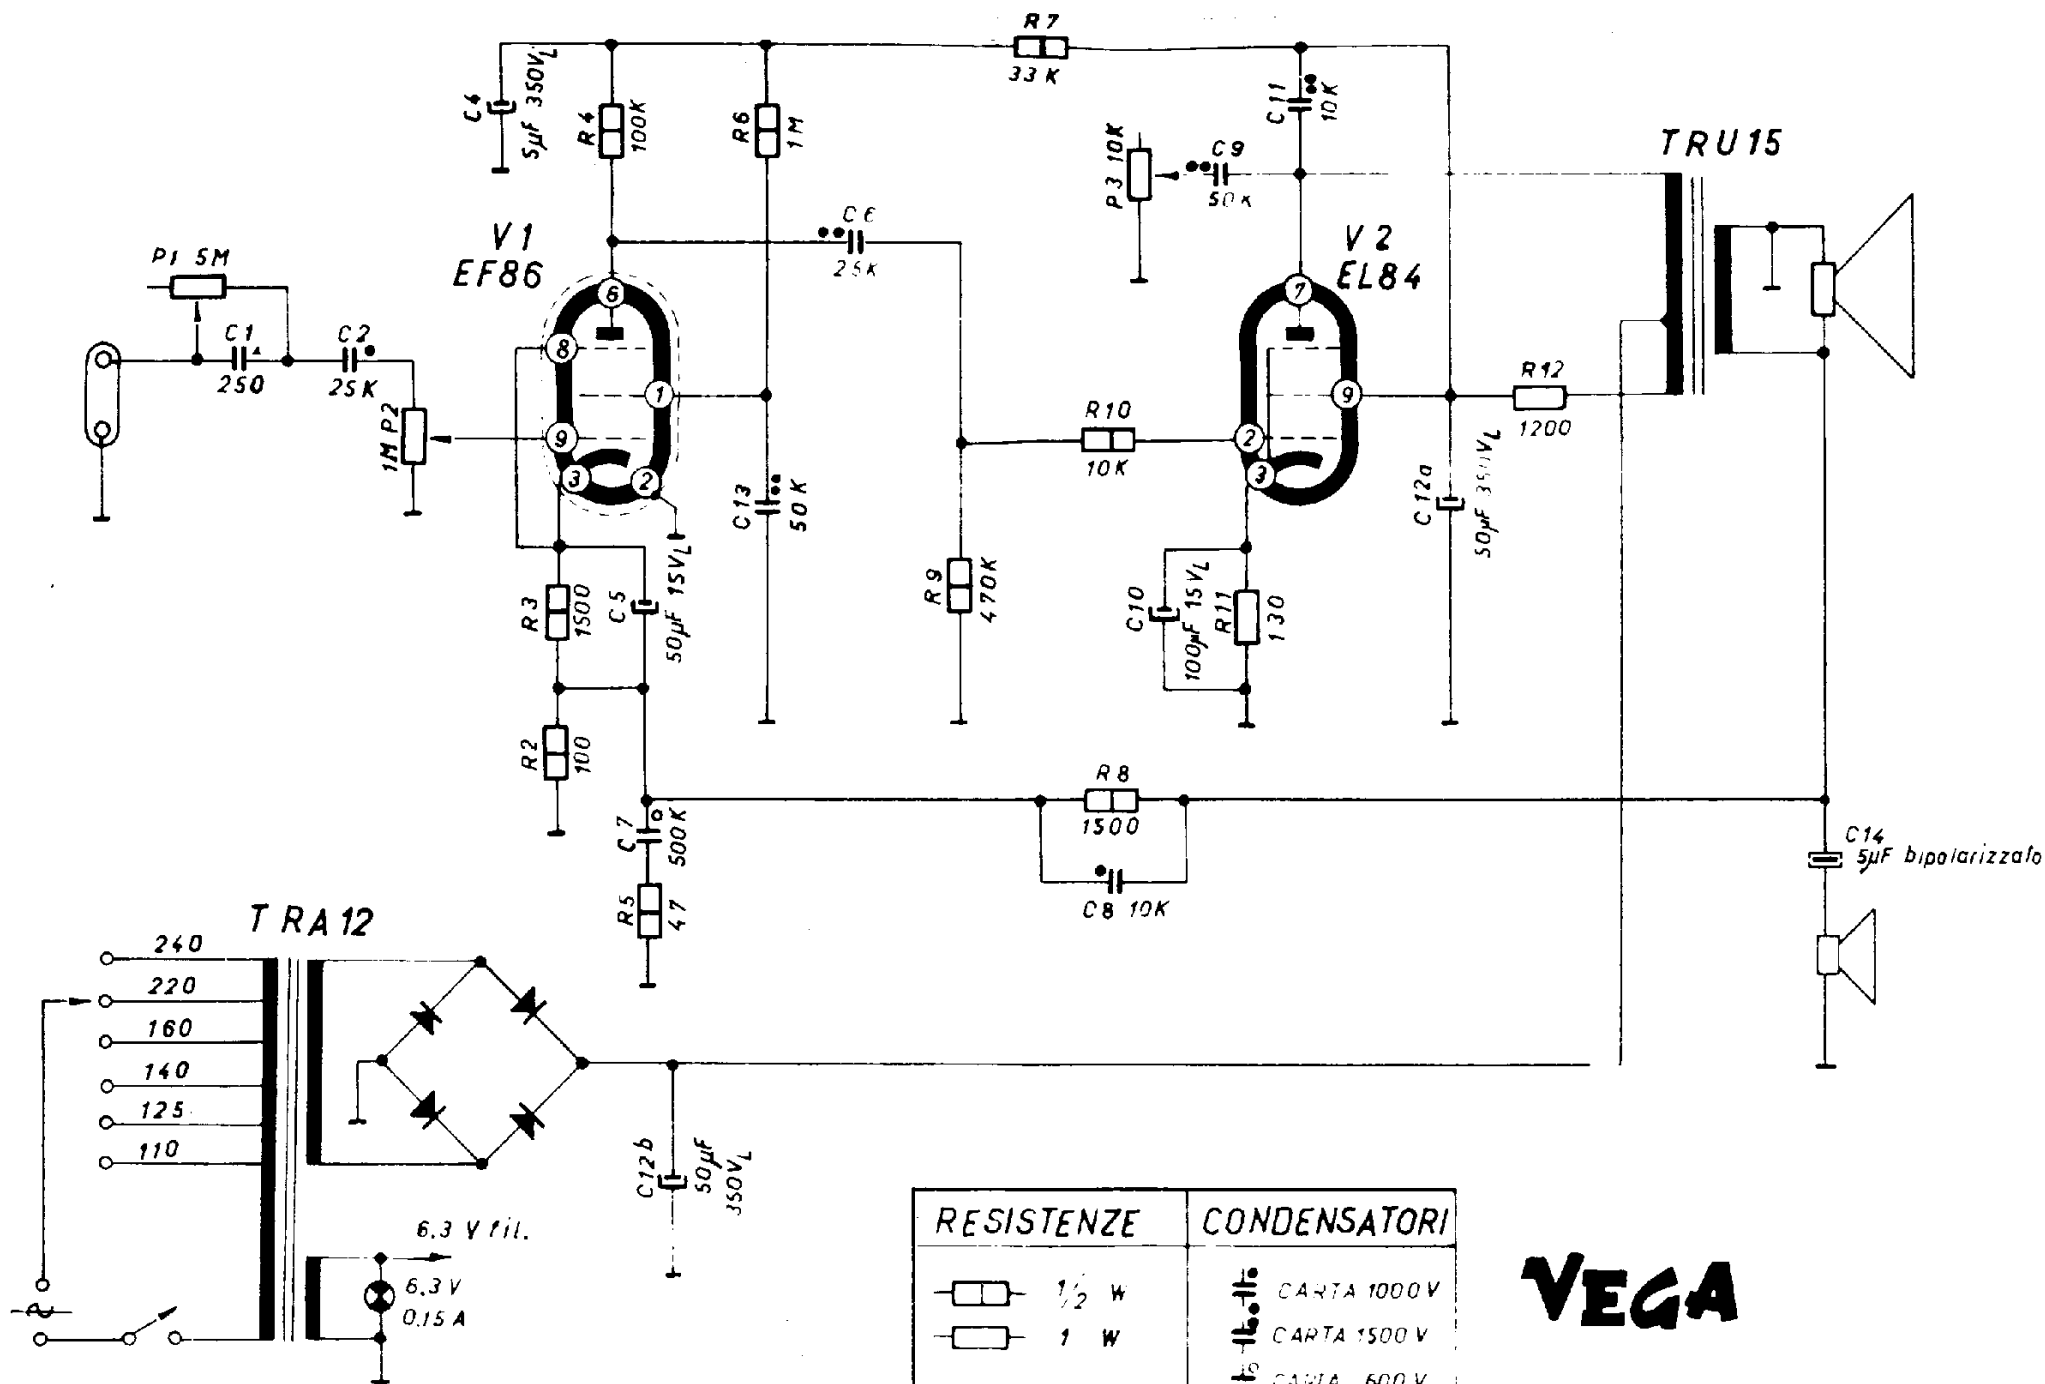 R7
33K
C4
5µF 350VL
R4
100K
R6
1M
C11
10K
P3 10K
C9
50K
TRU15
V1
EF86
C6
25K
V2
EL84
P1 5M
C1
250
C2
25K
1M P2
6
8
1
9
3
2
7
9
2
3
R10
10K
R12
1200
C13
50K
C12a
50µF 350VL
R3
1500
C5
50µF 15VL
R9
470K
C10
100µF 15VL
R11
130
R2
100
R8
1500
C7
500K
C8 10K
R5
47
C14
5µF bipolarizzato
TRA12
240
220
160
140
125
110
C12b
50µF
350VL
6.3 V fil.
6,3 V
0.15 A
RESISTENZE
CONDENSATORI
1/2 W
1 W
CARTA 1000 V
CARTA 1500 V
CARTA 600 V
VEGA